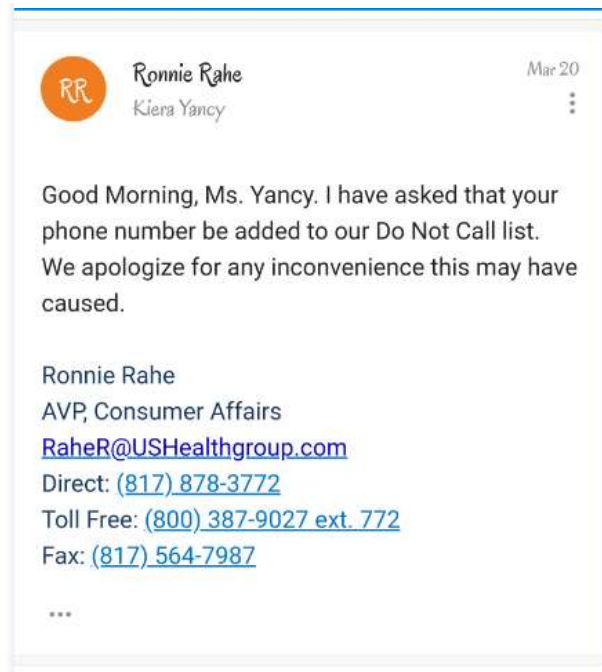 RR
Ronnie Rahe
Mar 20
Kiera Yancy
Good Morning, Ms. Yancy. I have asked that your
phone number be added to our Do Not Call list.
We apologize for any inconvenience this may have
caused.
Ronnie Rahe
AVP, Consumer Affairs
RaheR@USHealthgroup.com
Direct: (817) 878-3772
Toll Free: (800) 387-9027 ext. 772
Fax: (817) 564-7987